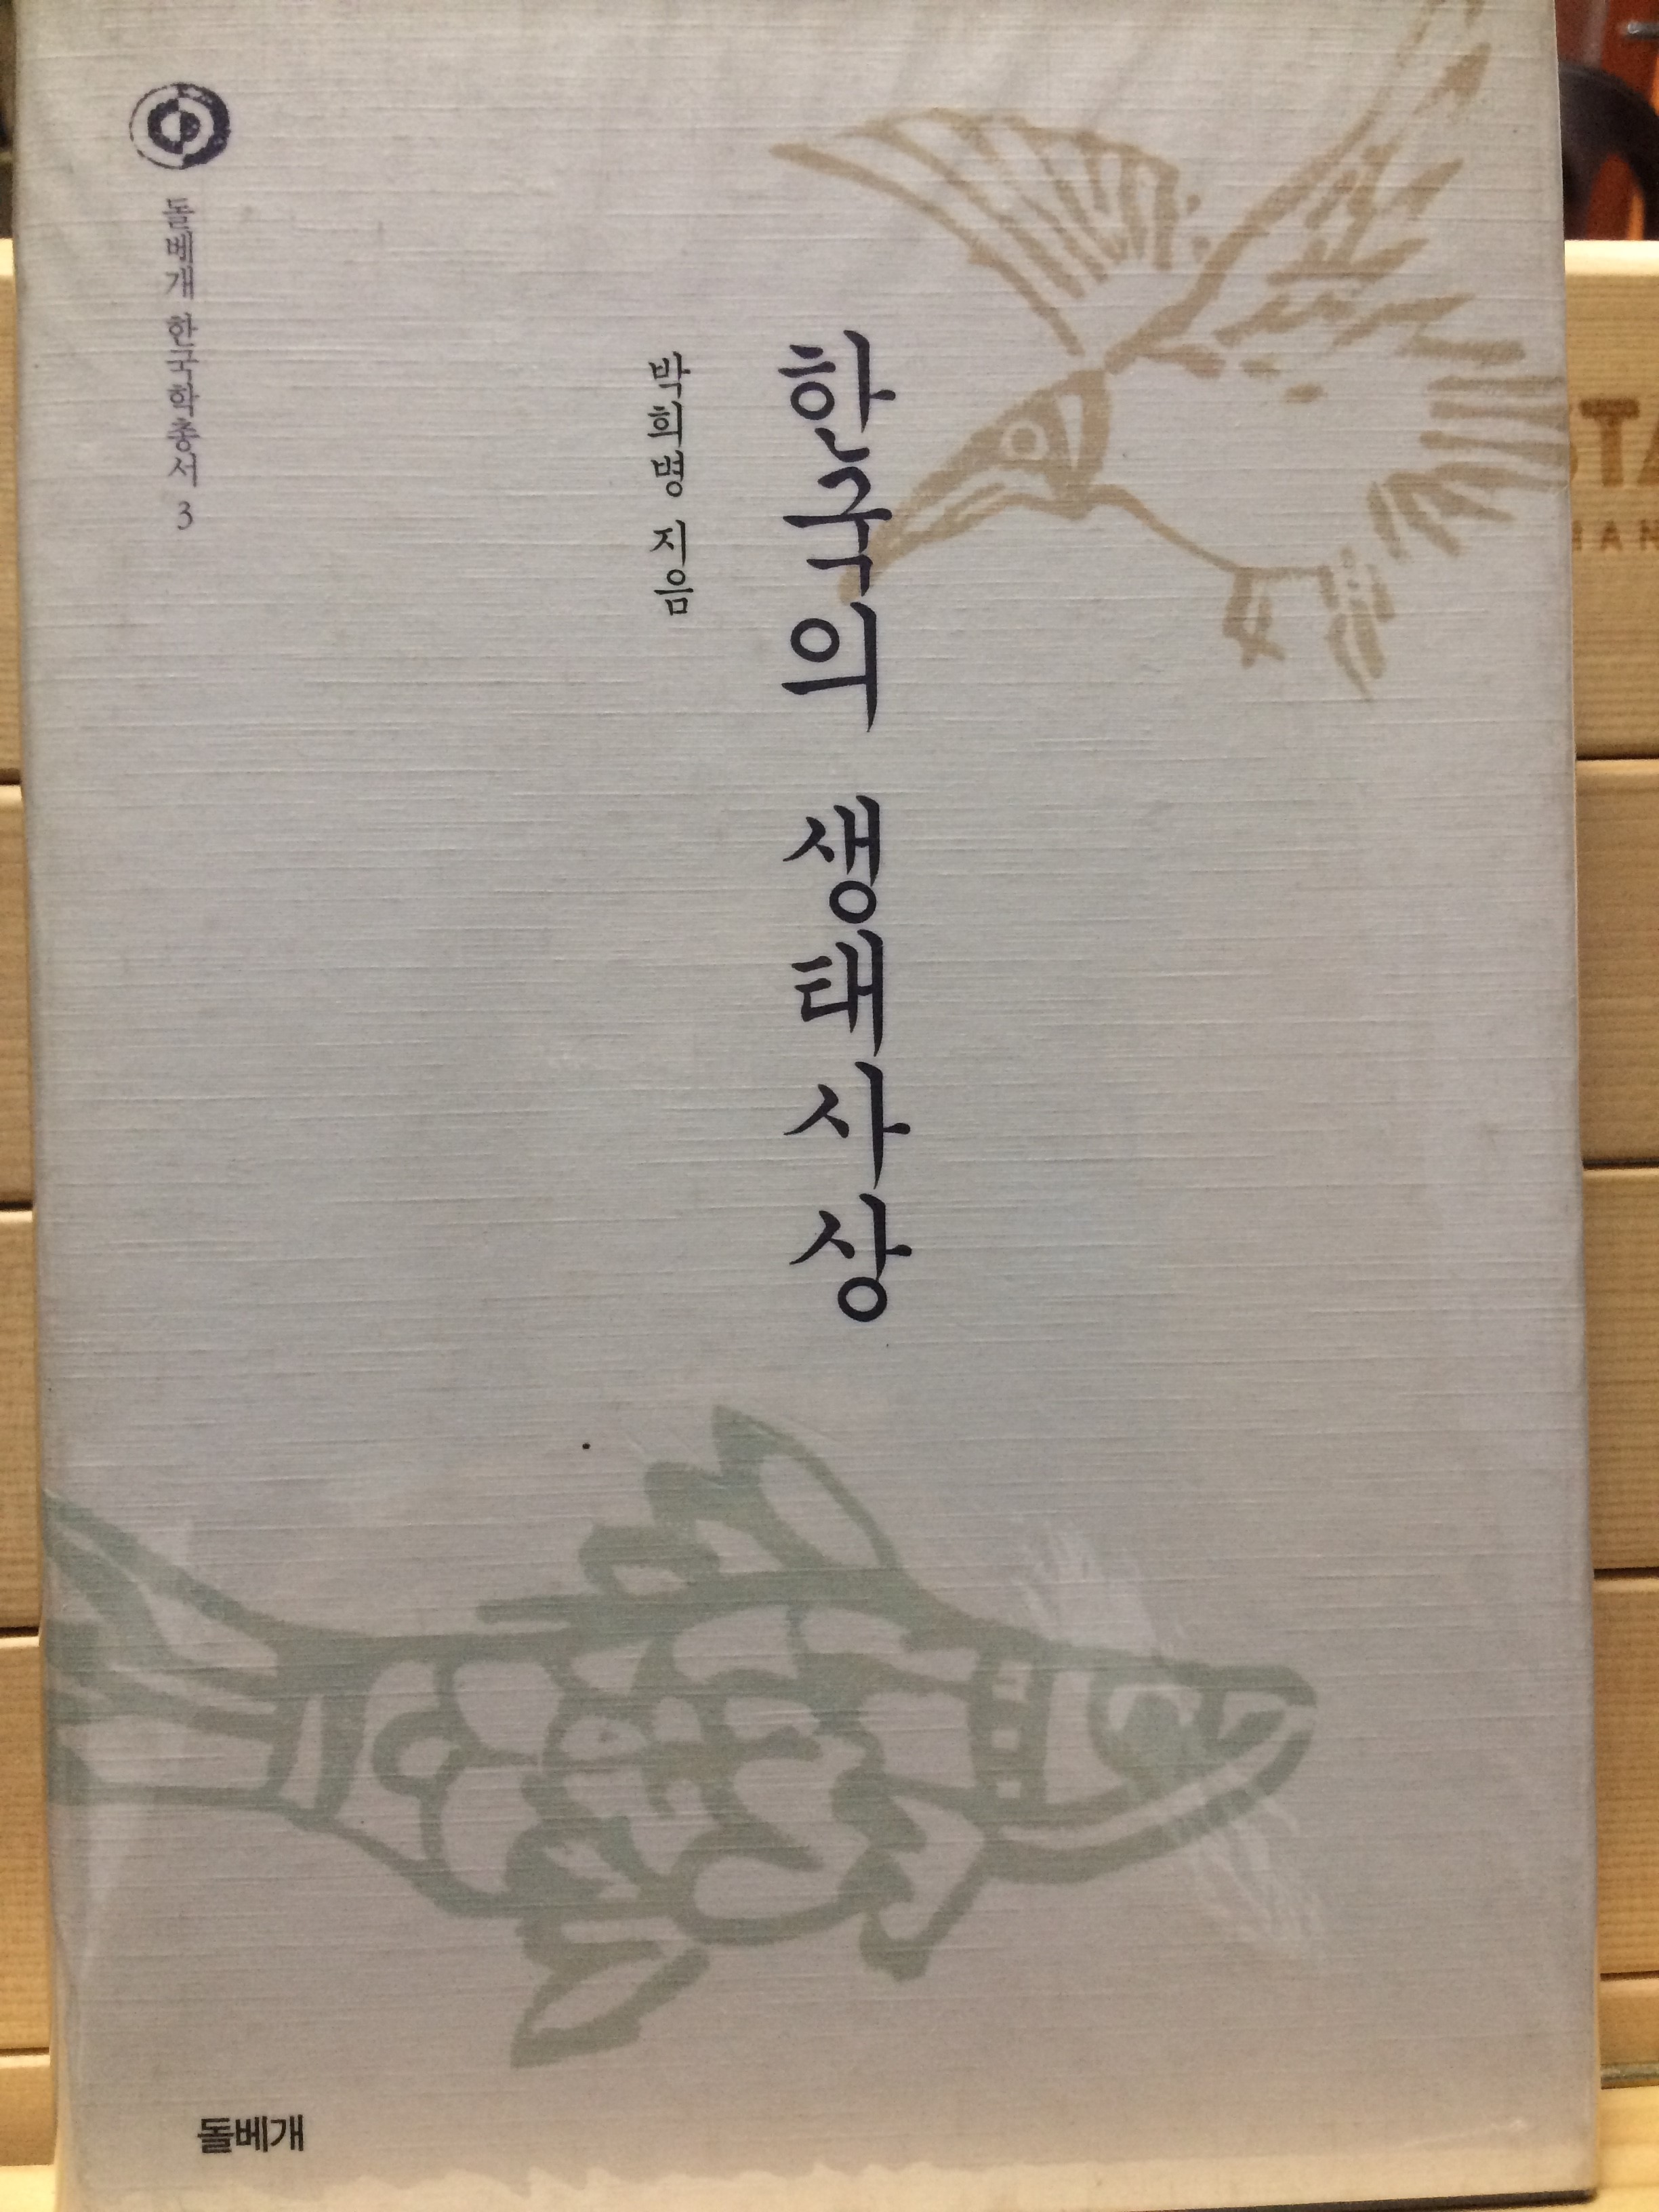 돌베개 한국학총서 3
한국의 생태사상
박희병 지음
돌베개